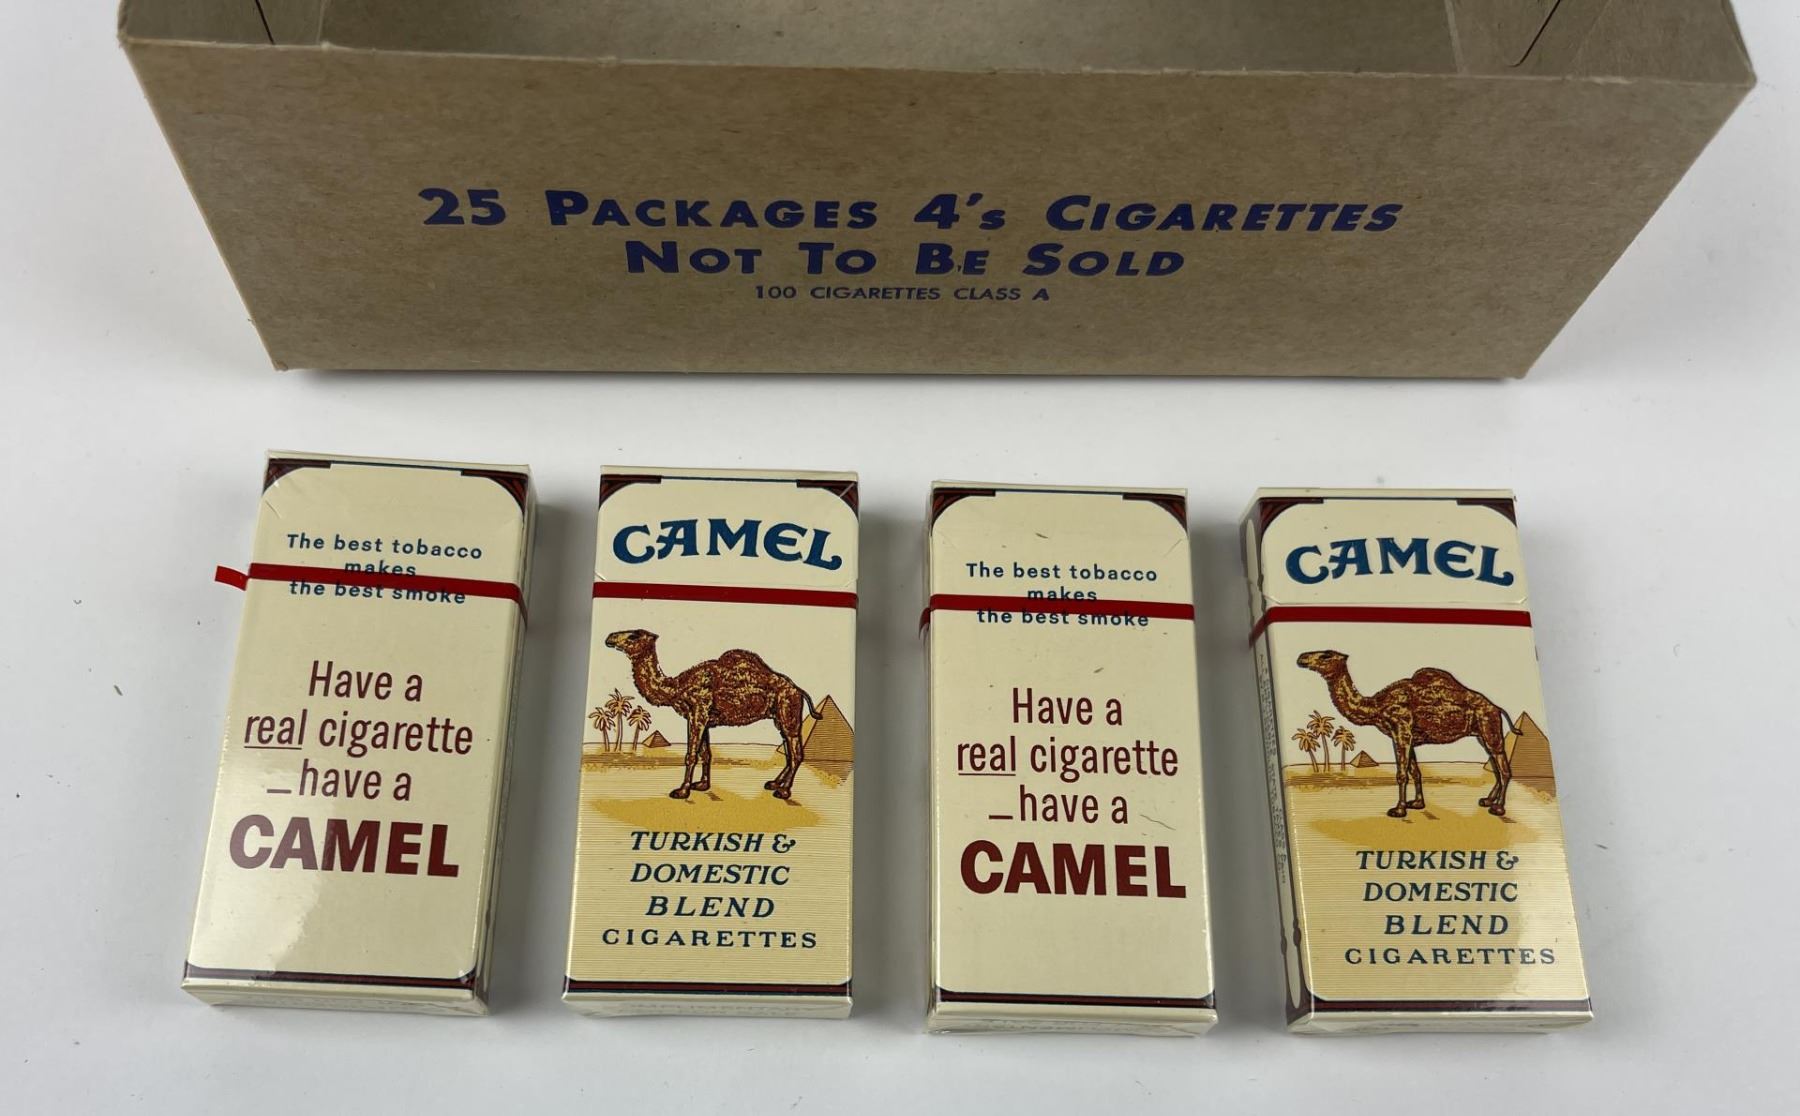 25 PACKAGES 4's CIGARETTES
NOT TO BE SOLD
100 CIGARETTES CLASS A
The best tobacco
makes
the best smoke
Have a
real cigarette
—have a
CAMEL
CAMEL
TURKISH &
DOMESTIC
BLEND
CIGARETTES
The best tobacco
makes
the best smoke
Have a
real cigarette
—have a
CAMEL
CAMEL
TURKISH &
DOMESTIC
BLEND
CIGARETTES